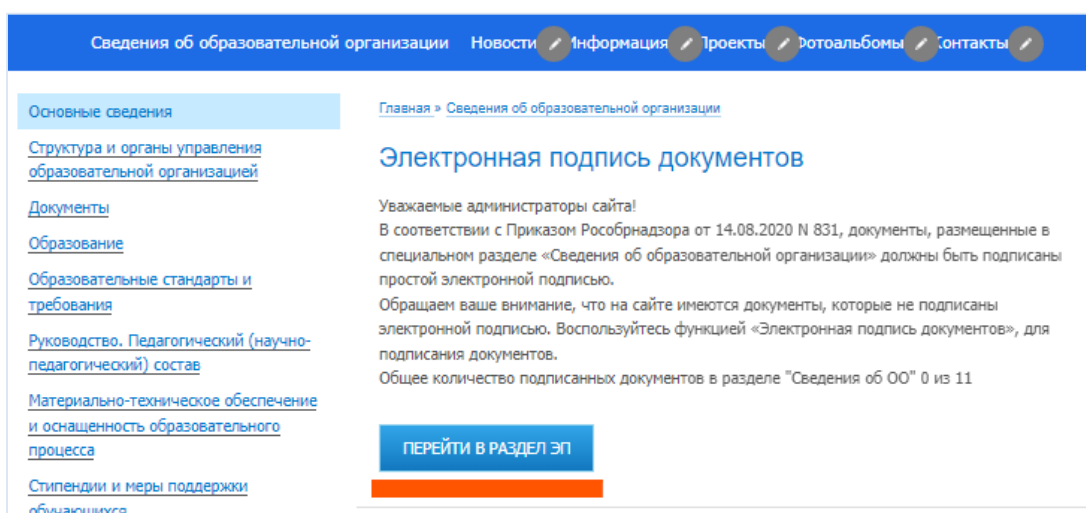 Сведения об образовательной организации Новости Информация Проекты Фотоальбомы Контакты
Основные сведения
Структура и органы управления
образовательной организацией
Документы
Образование
Образовательные стандарты и
требования
Руководство. Педагогический (научно-
педагогический) состав
Материально-техническое обеспечение
и оснащенность образовательного
процесса
Стипендии и меры поддержки
обучающихся
Главная » Сведения об образовательной организации
Электронная подпись документов
Уважаемые администраторы сайта!
В соответствии с Приказом Рособрнадзора от 14.08.2020 N 831, документы, размещенные в
специальном разделе «Сведения об образовательной организации» должны быть подписаны
простой электронной подписью.
Обращаем ваше внимание, что на сайте имеются документы, которые не подписаны
электронной подписью. Воспользуйтесь функцией «Электронная подпись документов», для
подписания документов.
Общее количество подписанных документов в разделе "Сведения об ОО" 0 из 11
ПЕРЕЙТИ В РАЗДЕЛ ЭП